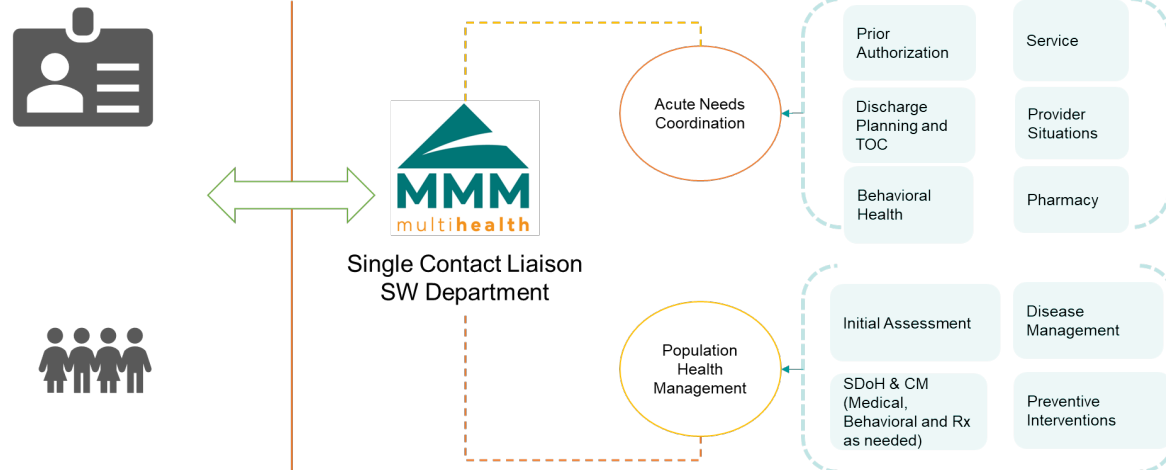 MMM
multihealth
Single Contact Liaison
SW Department
Acute Needs
Coordination
Prior
Authorization
Service
Discharge
Planning and
TOC
Provider
Situations
Behavioral
Health
Pharmacy
Population
Health
Management
Initial Assessment
Disease
Management
SDoH & CM
(Medical,
Behavioral and Rx
as needed)
Preventive
Interventions